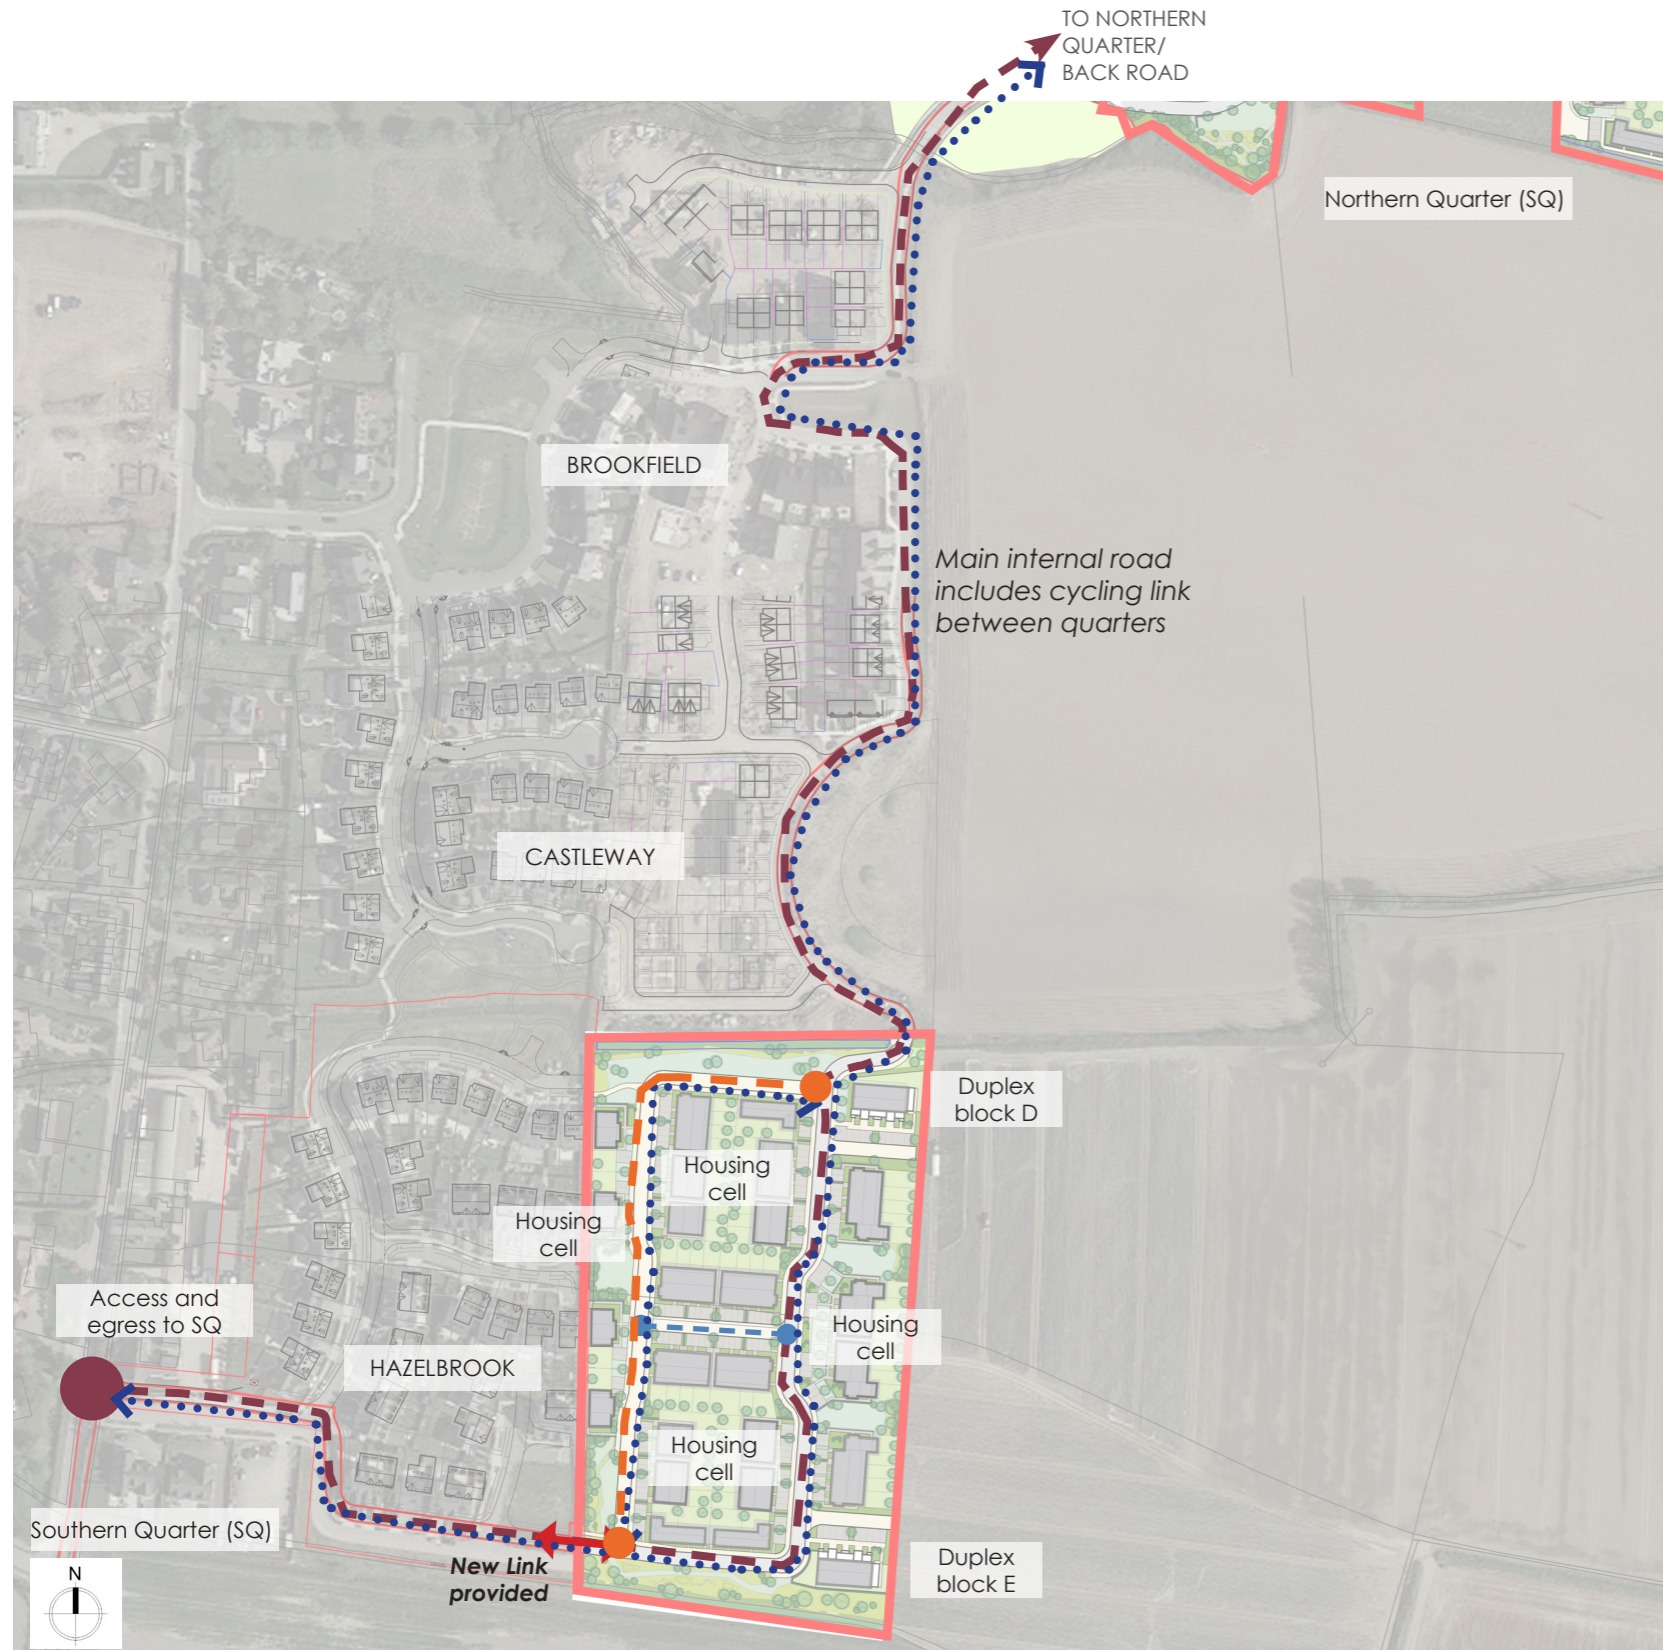 TO NORTHERN
QUARTER/
BACK ROAD
Northern Quarter (SQ)
BROOKFIELD
Main internal road
includes cycling link
between quarters
CASTLEWAY
Duplex
block D
Housing
cell
Housing
cell
Access and
egress to SQ
Housing
cell
HAZELBROOK
Housing
cell
Southern Quarter (SQ)
New Link
provided
Duplex
block E
N